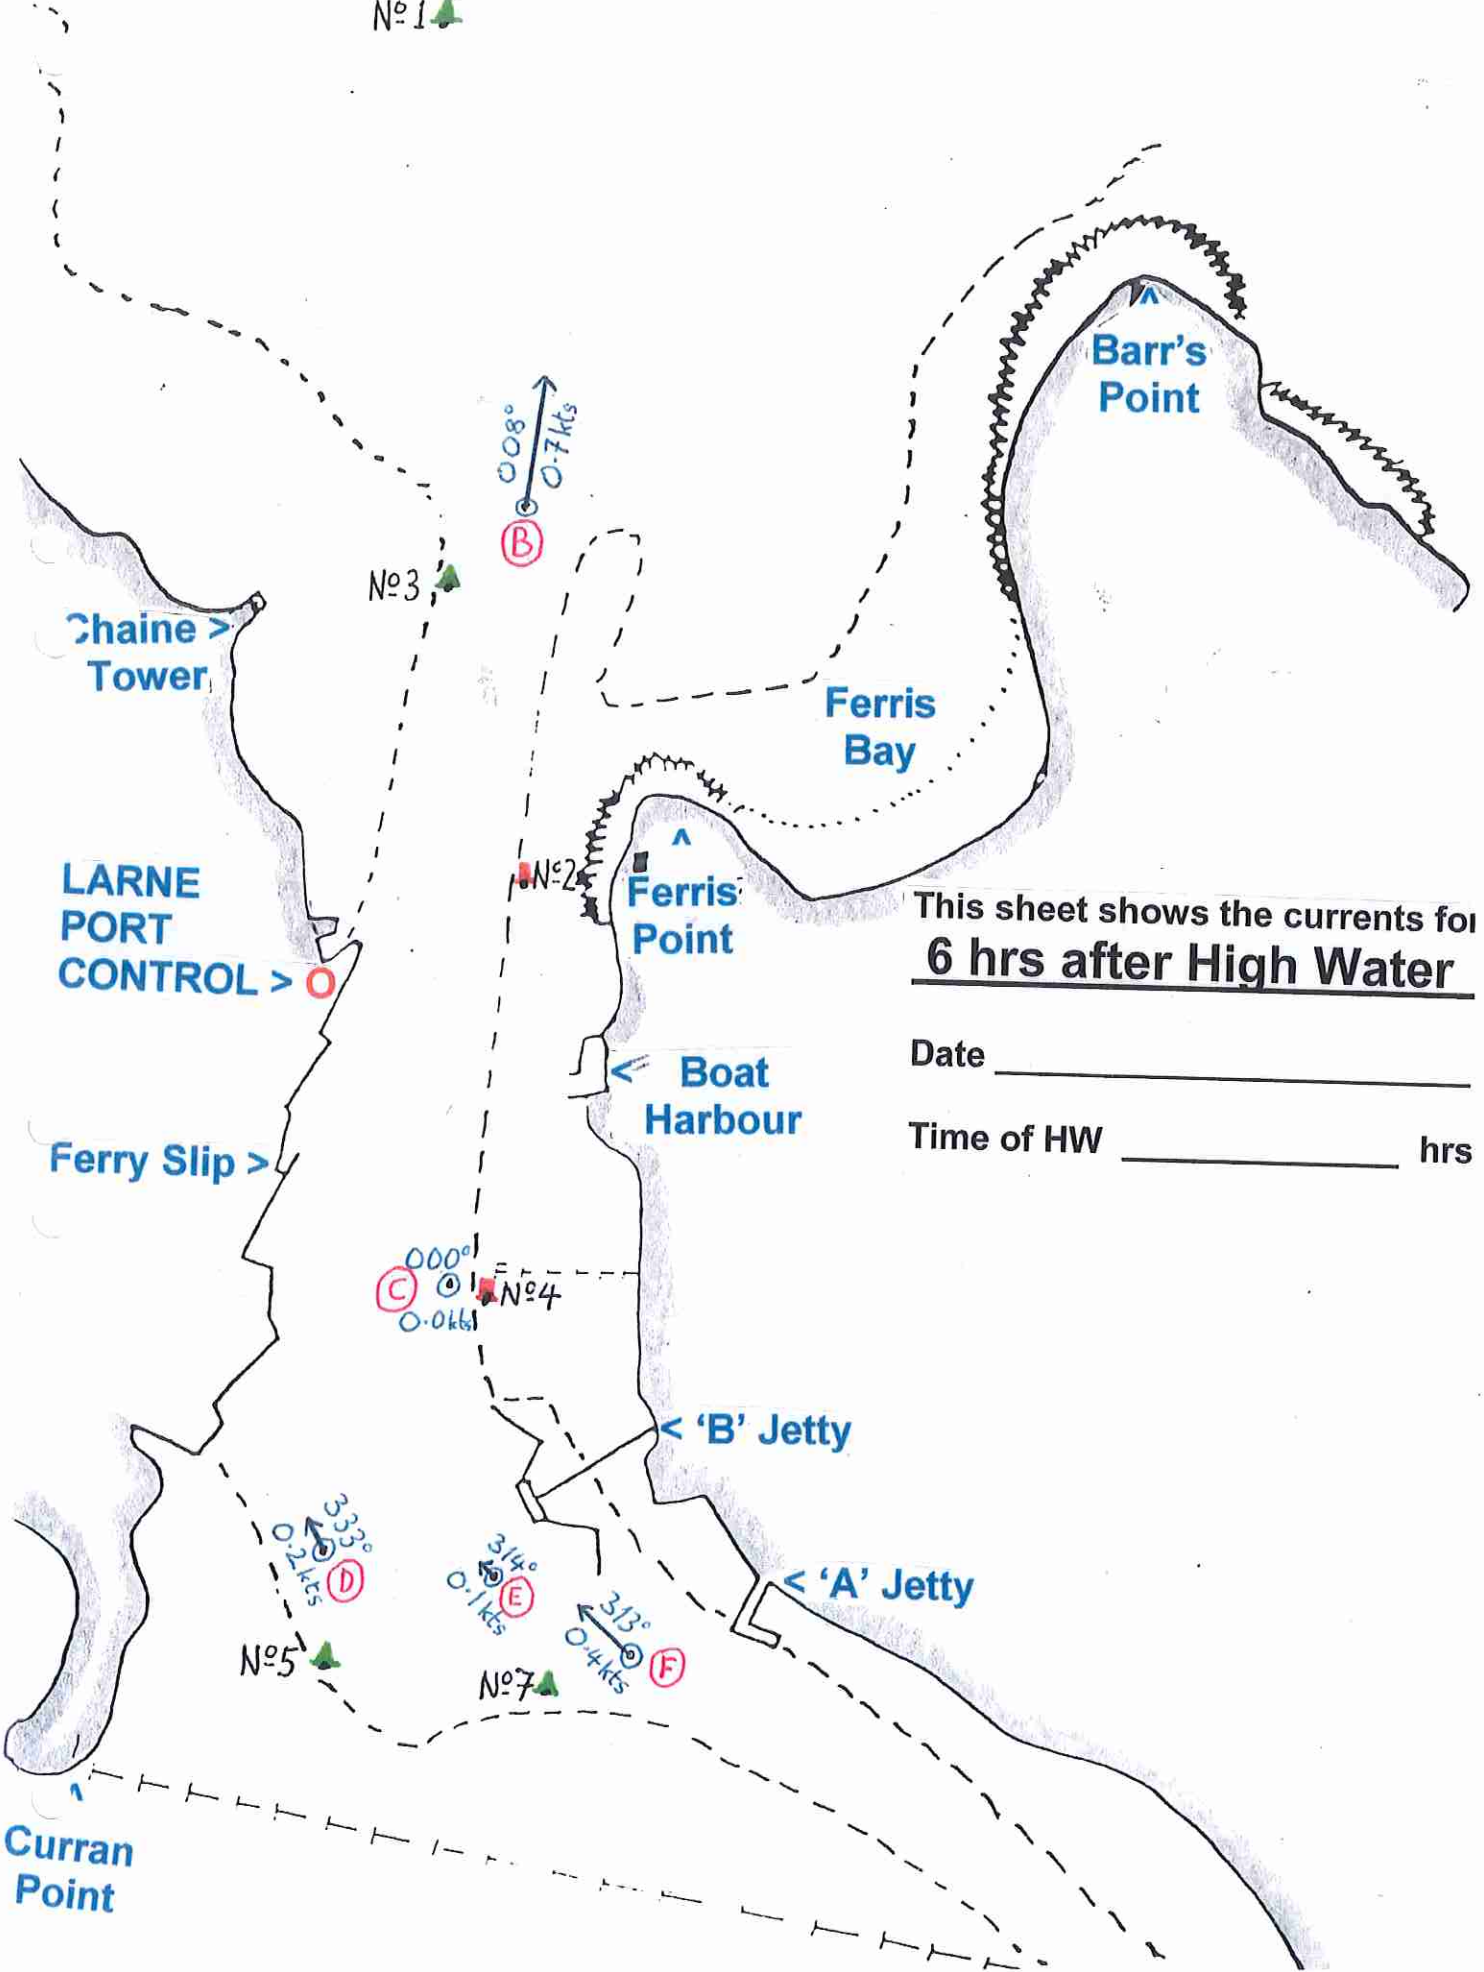 Nº1
Barr's
Point
008°
0.7kts
B
Nº3
Chaine >
Tower
Ferris
Bay
Nº2
Ferris
Point
LARNE
PORT
CONTROL > O
This sheet shows the currents for
6 hrs after High Water
Date
Time of HW hrs
< Boat
Harbour
Ferry Slip >
000°
C
0.0kts
Nº4
< 'B' Jetty
333°
0.2kts
D
314°
0.1kts
E
< 'A' Jetty
313°
0.4kts
F
Nº5
Nº7
Curran
Point